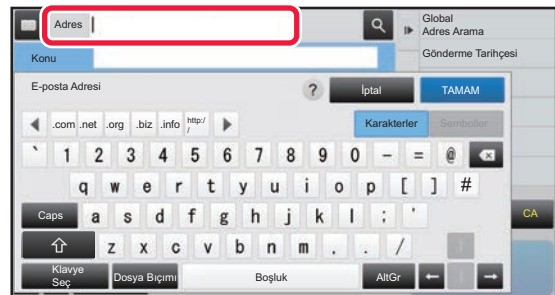 Adres
Global
Adres Arama
Konu
Gönderme Tarihçesi
E-posta Adresi
?
İptal
TAMAM
.com .net .org .biz .info http://
Karakterler
Semboller
` 1 2 3 4 5 6 7 8 9 0 - = @
q w e r t y u i o p [ ] #
Caps a s d f g h j k l ; '
CA
z x c v b n m . . /
Klavye
Seç
Dosya Bıçımı
Boşluk
AltGr